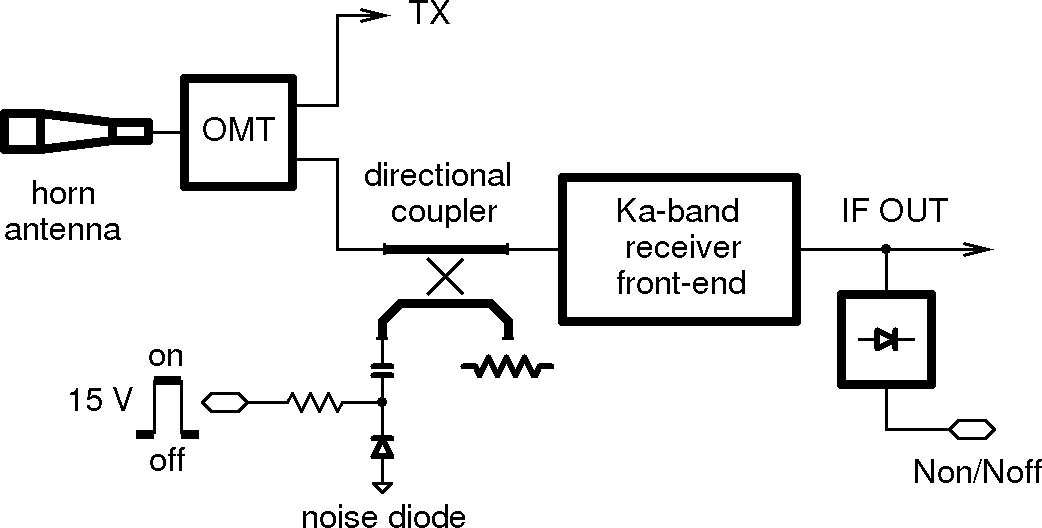 TX
OMT
horn
antenna
directional
coupler
Ka-band
receiver
front-end
IF OUT
on
15 V
off
noise diode
Non/Noff